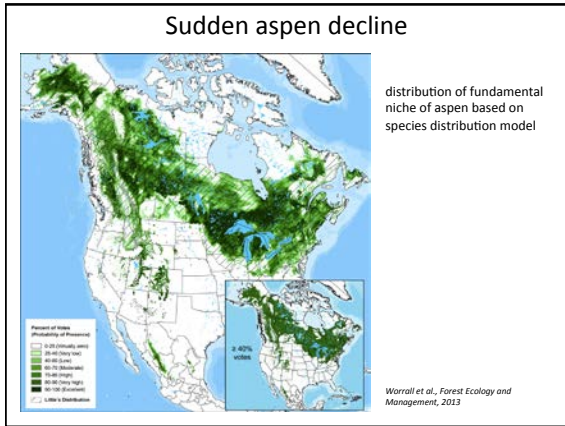 Sudden aspen decline
distribution of fundamental
niche of aspen based on
species distribution model
Percent of Votes
(Probability of Presence)
0-25 (Virtually zero)
25-40 (Very low)
40-60 (Low)
60-70 (Moderate)
70-80 (High)
80-90 (Very high)
90-100 (Excellent)
Little's Distribution
≥ 40%
votes
Worrall et al., Forest Ecology and
Management, 2013